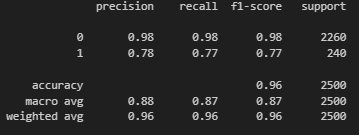 precision recall f1-score support
0 0.98 0.98 0.98 2260
1 0.78 0.77 0.77 240
accuracy 0.96 2500
macro avg 0.88 0.87 0.87 2500
weighted avg 0.96 0.96 0.96 2500